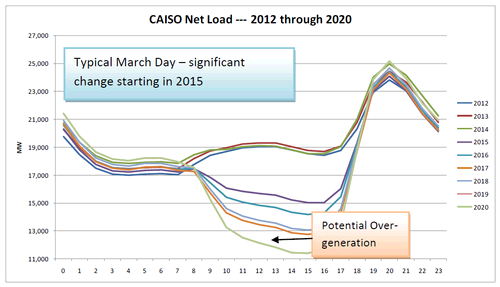 CAISO Net Load --- 2012 through 2020
Typical March Day – significant
change starting in 2015
27,000
25,000
23,000
21,000
19,000
17,000
15,000
13,000
11,000
MW
Potential Over-
generation
0 1 2 3 4 5 6 7 8 9 10 11 12 13 14 15 16 17 18 19 20 21 22 23
2012
2013
2014
2015
2016
2017
2018
2019
2020